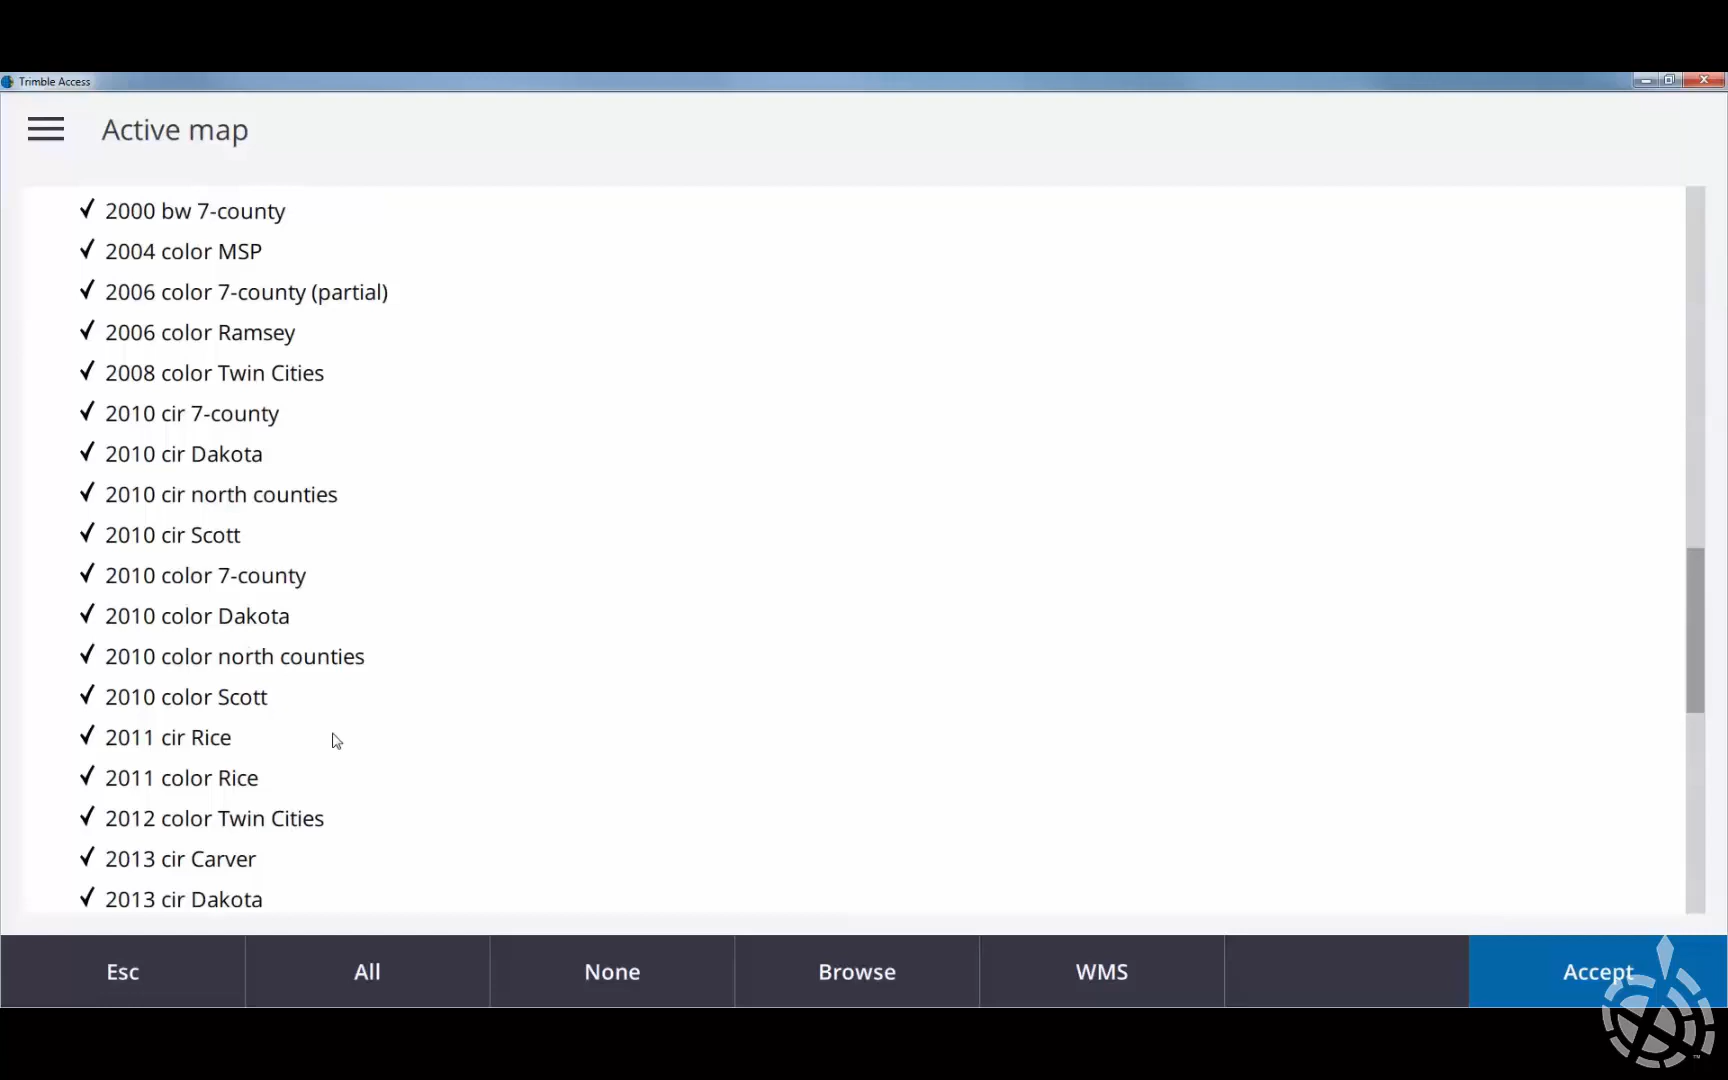 Trimble Access
Active map
2000 bw 7-county
2004 color MSP
2006 color 7-county (partial)
2006 color Ramsey
2008 color Twin Cities
2010 cir 7-county
2010 cir Dakota
2010 cir north counties
2010 cir Scott
2010 color 7-county
2010 color Dakota
2010 color north counties
2010 color Scott
2011 cir Rice
2011 color Rice
2012 color Twin Cities
2013 cir Carver
2013 cir Dakota
Esc All None Browse WMS Accept
TM